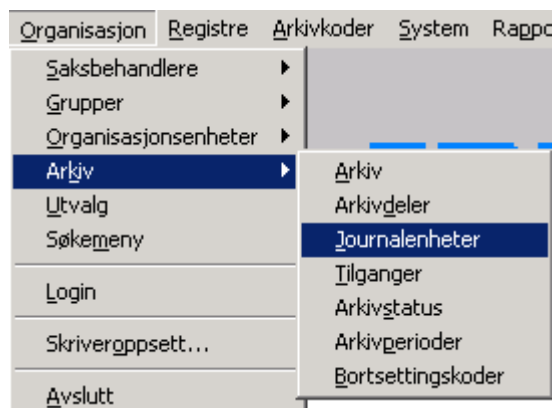 Organisasjon Registre Arkivkoder System Rappo
Saksbehandlere
Grupper
Organisasjonsenheter
Arkiv
Utvalg
Søkemeny
Login
Skriveroppsett...
Avslutt
Arkiv
Arkivdeler
Journalenheter
Tilganger
Arkivstatus
Arkivperioder
Bortsettingskoder